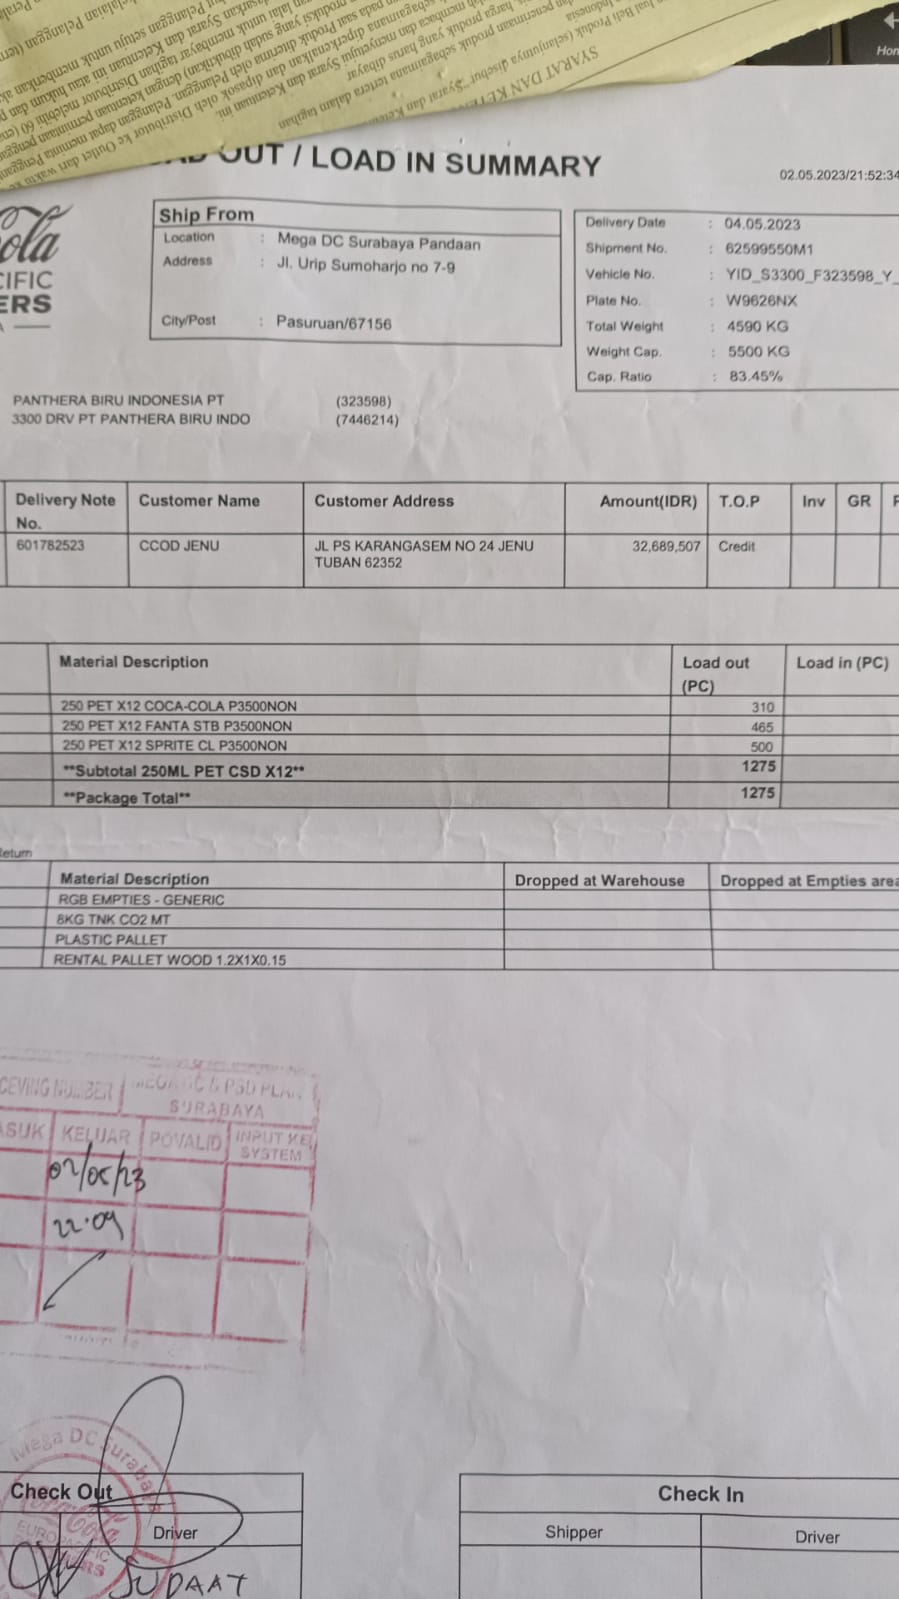 SYARAT DAN KETE
OUT / LOAD IN SUMMARY
02.05.2023/21:52:34
Hom
ola
CIFIC
ERS
A
Ship From
Location : Mega DC Surabaya Pandaan
Address : Jl. Urip Sumoharjo no 7-9
City/Post : Pasuruan/67156
Delivery Date : 04.05.2023
Shipment No. : 62599550M1
Vehicle No. : YID_S3300_F323598_Y_
Plate No. : W9626NX
Total Weight : 4590 KG
Weight Cap. : 5500 KG
Cap. Ratio : 83.45%
PANTHERA BIRU INDONESIA PT (323598)
3300 DRV PT PANTHERA BIRU INDO (7446214)
Delivery Note No. Customer Name Customer Address Amount(IDR) T.O.P Inv GR
601782523 CCOD JENU JL PS KARANGASEM NO 24 JENU 32,689,507 Credit
TUBAN 62352
Material Description Load out (PC) Load in (PC)
250 PET X12 COCA-COLA P3500NON 310
250 PET X12 FANTA STB P3500NON 465
250 PET X12 SPRITE CL P3500NON 500
**Subtotal 250ML PET CSD X12** 1275
**Package Total** 1275
Return
Material Description Dropped at Warehouse Dropped at Empties area
RGB EMPTIES - GENERIC
8KG TNK CO2 MT
PLASTIC PALLET
RENTAL PALLET WOOD 1.2X1X0.15
CEVING NUMBER MEGA DC & PSD PLAN
SURABAYA
ASUK KELUAR POVALID INPUT KE
SYSTEM
02/05/23
22.09
Mega DC Surabaya
Check Out
Driver
SUDAAT
Check In
Shipper Driver